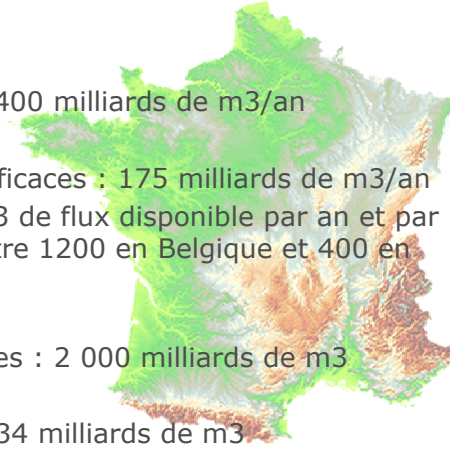 400 milliards de m3/an
ficaces : 175 milliards de m3/an
3 de flux disponible par an et par
tre 1200 en Belgique et 400 en
es : 2 000 milliards de m3
34 milliards de m3